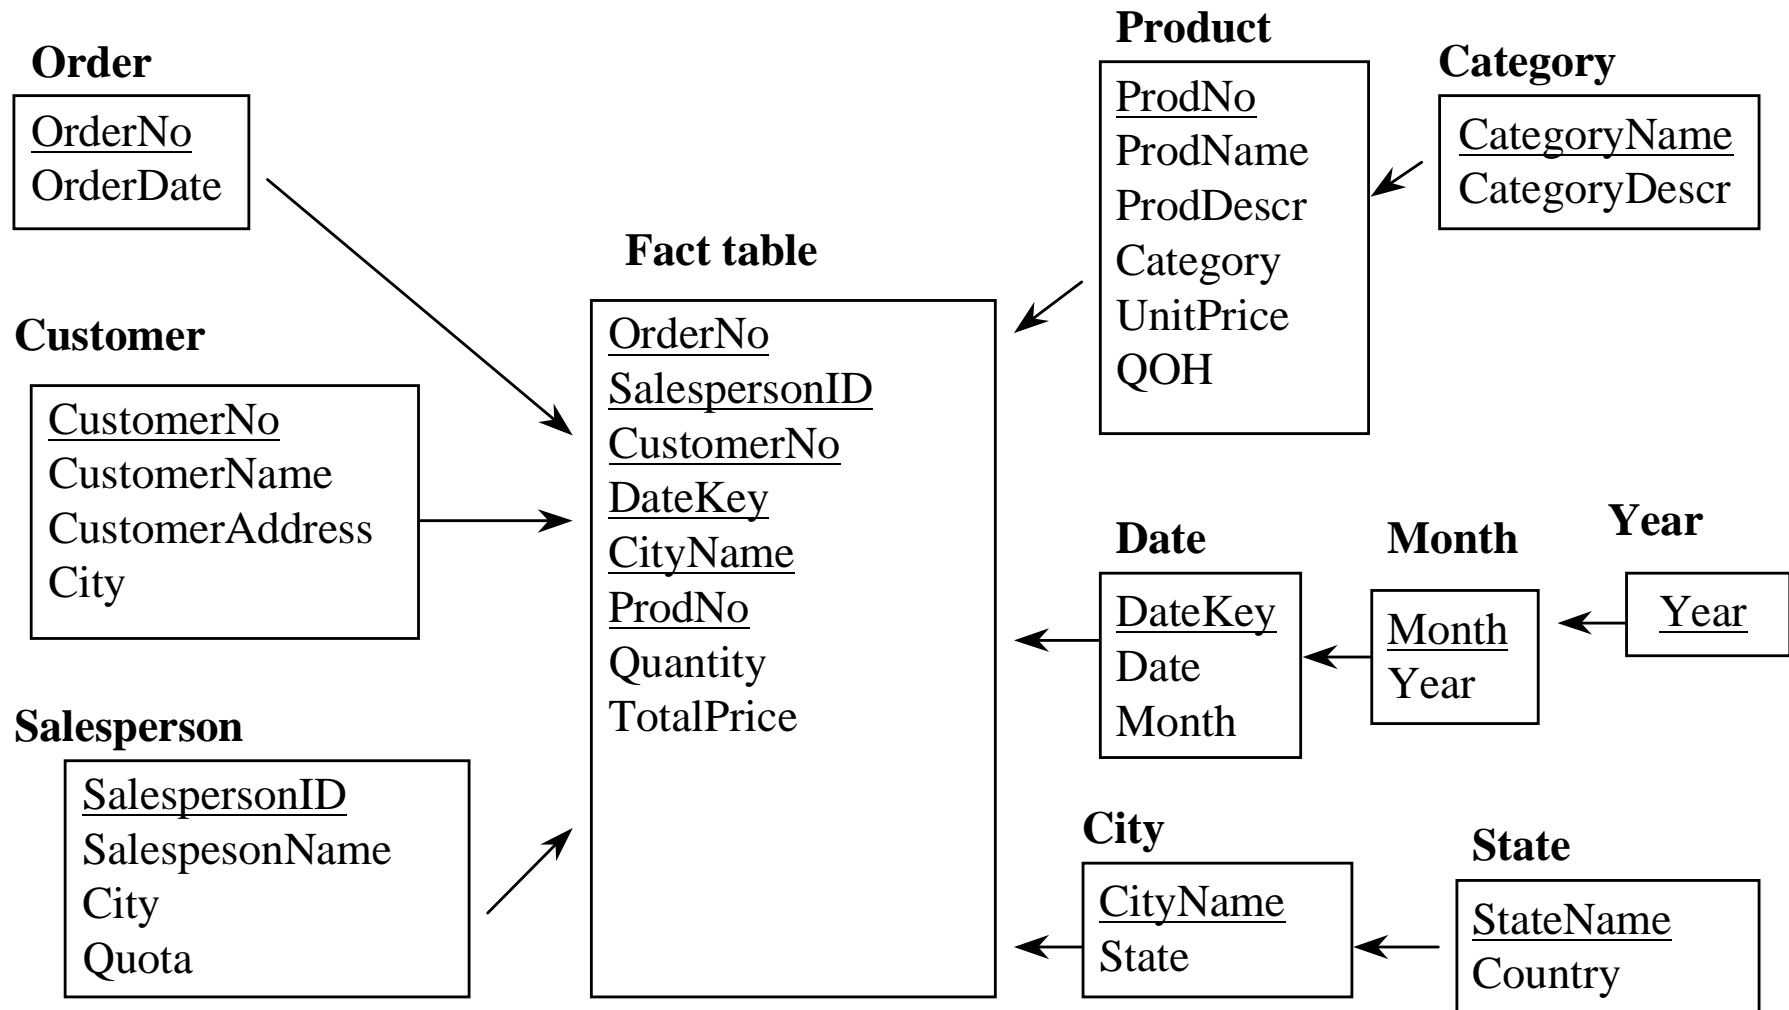 Order
OrderNo
OrderDate
Customer
CustomerNo
CustomerName
CustomerAddress
City
Salesperson
SalespersonID
SalespesonName
City
Quota
Fact table
OrderNo
SalespersonID
CustomerNo
DateKey
CityName
ProdNo
Quantity
TotalPrice
Product
ProdNo
ProdName
ProdDescr
Category
UnitPrice
QOH
Category
CategoryName
CategoryDescr
Date
DateKey
Date
Month
Month
Month
Year
Year
Year
City
CityName
State
State
StateName
Country